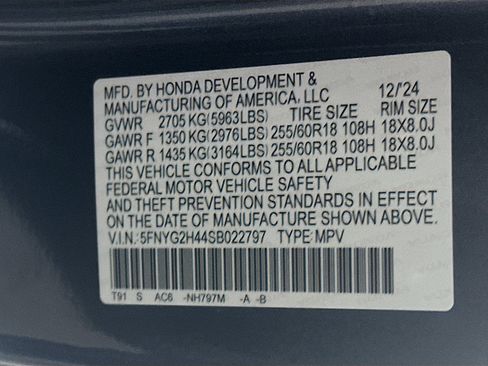 MFD. BY HONDA DEVELOPMENT &
MANUFACTURING OF AMERICA, LLC 12/'24
GVWR 2705 KG(5963LBS) TIRE SIZE RIM SIZE
GAWR F 1350 KG(2976LBS) 255/60R18 108H 18X8.0J
GAWR R 1435 KG(3164LBS) 255/60R18 108H 18X8.0J
THIS VEHICLE CONFORMS TO ALL APPLICABLE
FEDERAL MOTOR VEHICLE SAFETY
AND THEFT PREVENTION STANDARDS IN EFFECT
ON THE DATE OF MANUFACTURE SHOWN ABOVE.
V.I.N.: 5FNYG2H44SB022797 TYPE: MPV
T91 S AC6 -NH797M -A -B